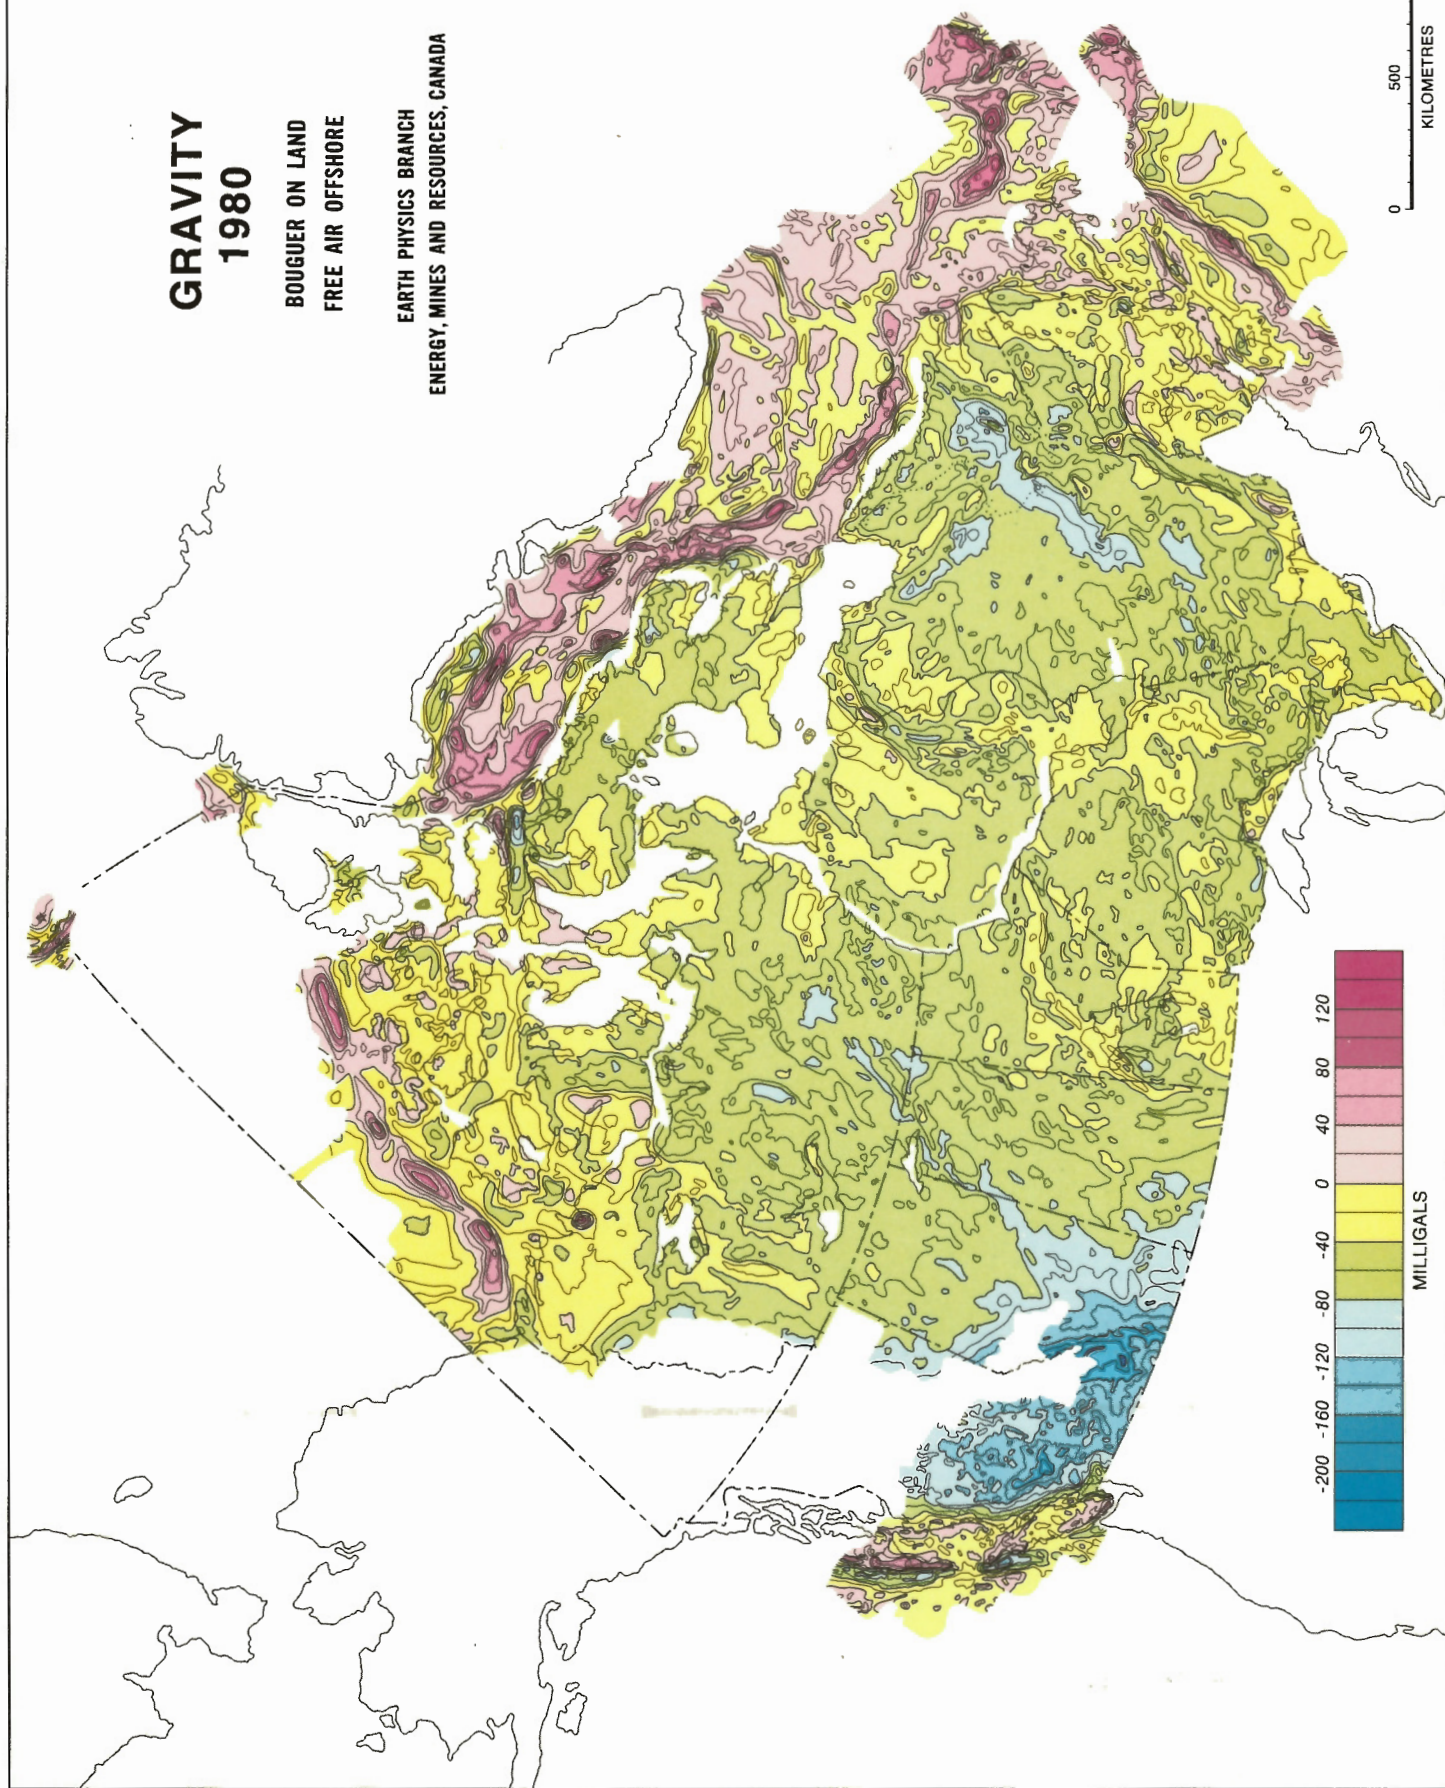 GRAVITY
1980
BOUGUER ON LAND
FREE AIR OFFSHORE
EARTH PHYSICS BRANCH
ENERGY, MINES AND RESOURCES, CANADA
0 500
KILOMETRES
-200 -160 -120 -80 -40 0 40 80 120
MILLIGALS